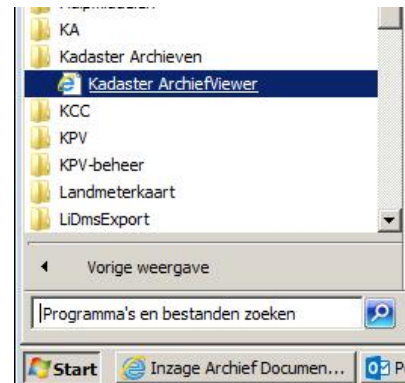 KA
Kadaster Archieven
Kadaster ArchiefViewer
KCC
KPV
KPV-beheer
Landmeterkaart
LiDmsExport
Vorige weergave
Programma's en bestanden zoeken
Start Inzage Archief Documen...